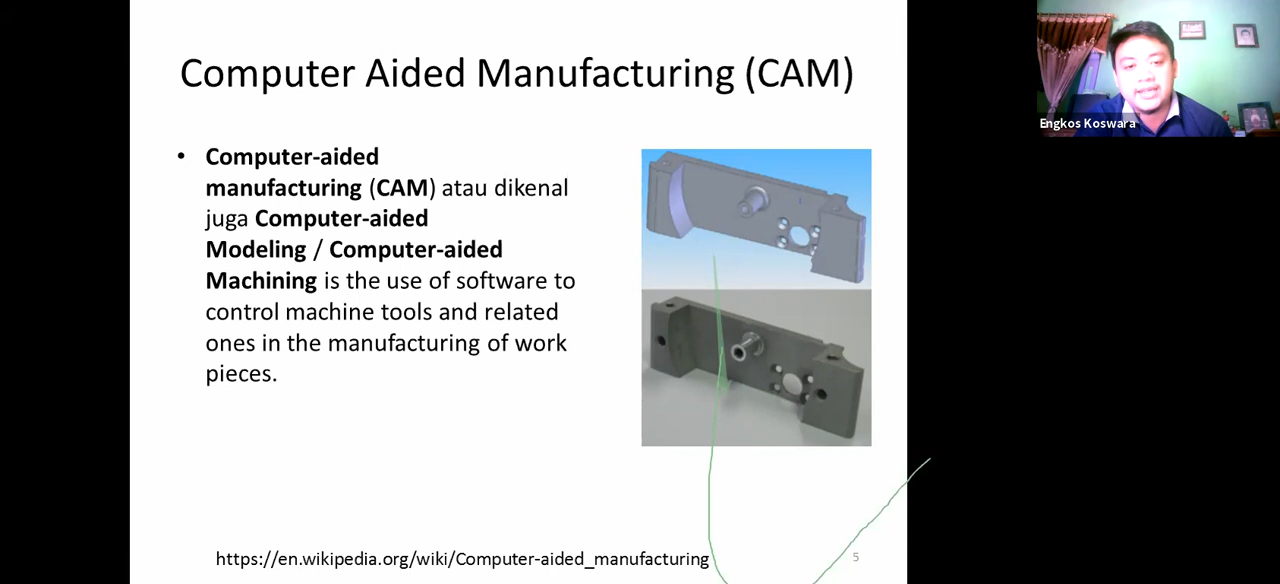 Computer Aided Manufacturing (CAM)
• Computer-aided
manufacturing (CAM) atau dikenal
juga Computer-aided
Modeling / Computer-aided
Machining is the use of software to
control machine tools and related
ones in the manufacturing of work
pieces.
https://en.wikipedia.org/wiki/Computer-aided_manufacturing
5
Engkos Koswara